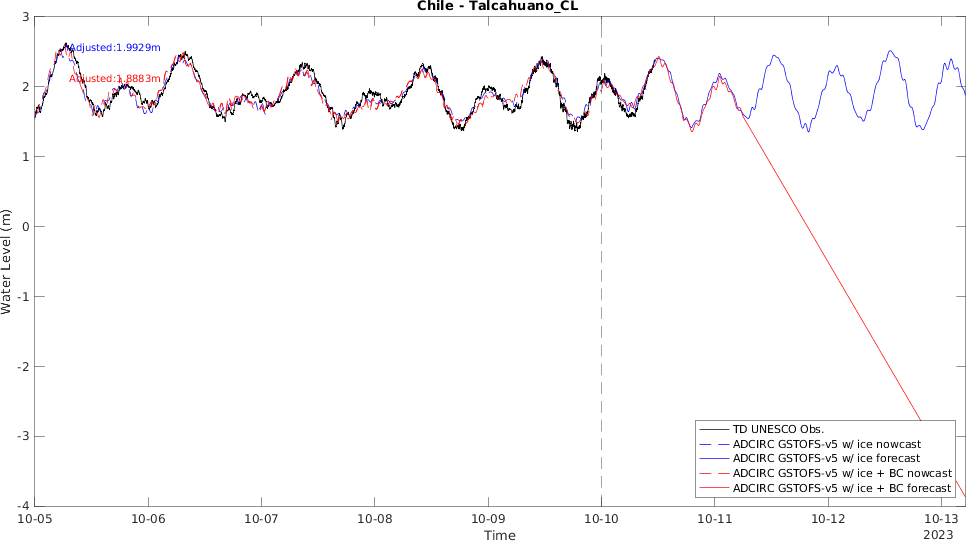 Chile - Talcahuano_CL
Adjusted:1.9929m
Adjusted:1.8883m
Water Level (m)
3
2
1
0
-1
-2
-3
-4
TD UNESCO Obs.
ADCIRC GSTOFS-v5 w/ ice nowcast
ADCIRC GSTOFS-v5 w/ ice forecast
ADCIRC GSTOFS-v5 w/ ice + BC nowcast
ADCIRC GSTOFS-v5 w/ ice + BC forecast
10-05 10-06 10-07 10-08 10-09 10-10 10-11 10-12 10-13
Time
2023